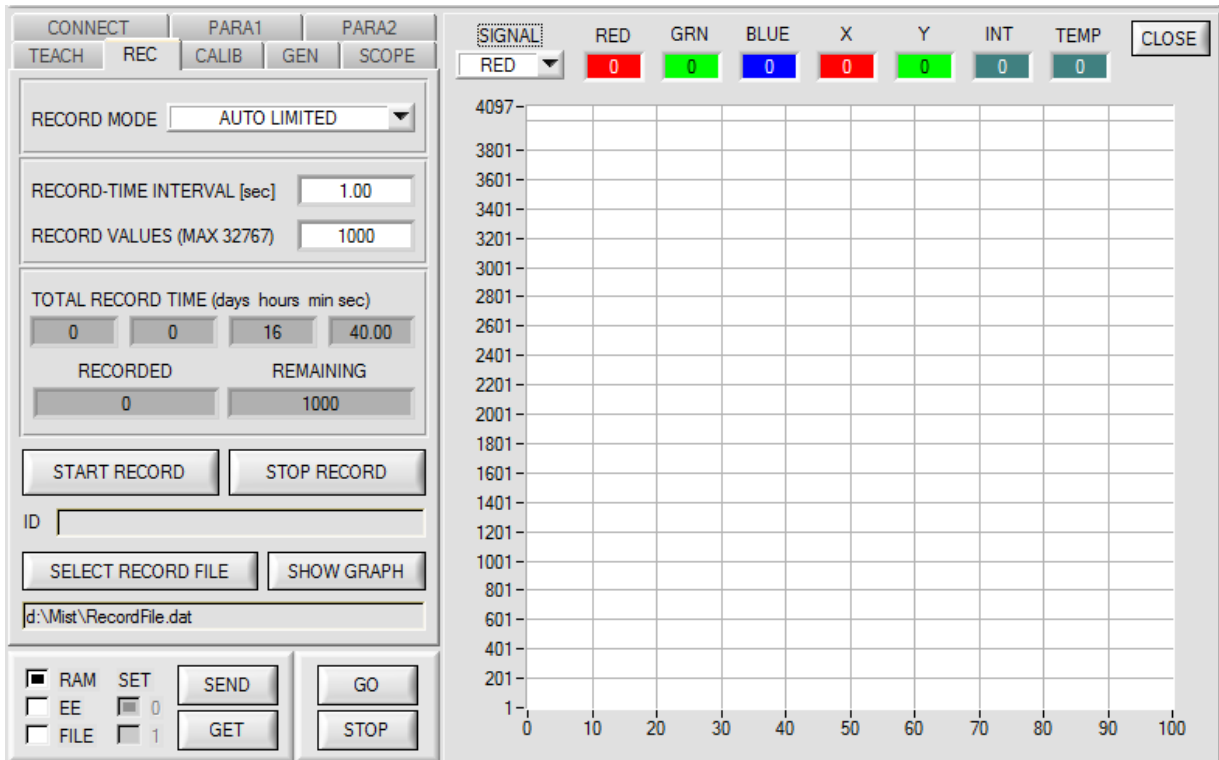 CONNECT PARA1 PARA2
TEACH REC CALIB GEN SCOPE
RECORD MODE AUTO LIMITED
RECORD-TIME INTERVAL [sec] 1.00
RECORD VALUES (MAX 32767) 1000
TOTAL RECORD TIME (days hours min sec)
0 0 16 40.00
RECORDED REMAINING
0 1000
START RECORD STOP RECORD
ID
SELECT RECORD FILE SHOW GRAPH
d:\Mist\RecordFile.dat
RAM SET SEND GO
EE 0
FILE 1 GET STOP
SIGNAL RED GRN BLUE X Y INT TEMP CLOSE
RED 0 0 0 0 0 0 0
4097
3801
3601
3401
3201
3001
2801
2601
2401
2201
2001
1801
1601
1401
1201
1001
801
601
401
201
1
0 10 20 30 40 50 60 70 80 90 100